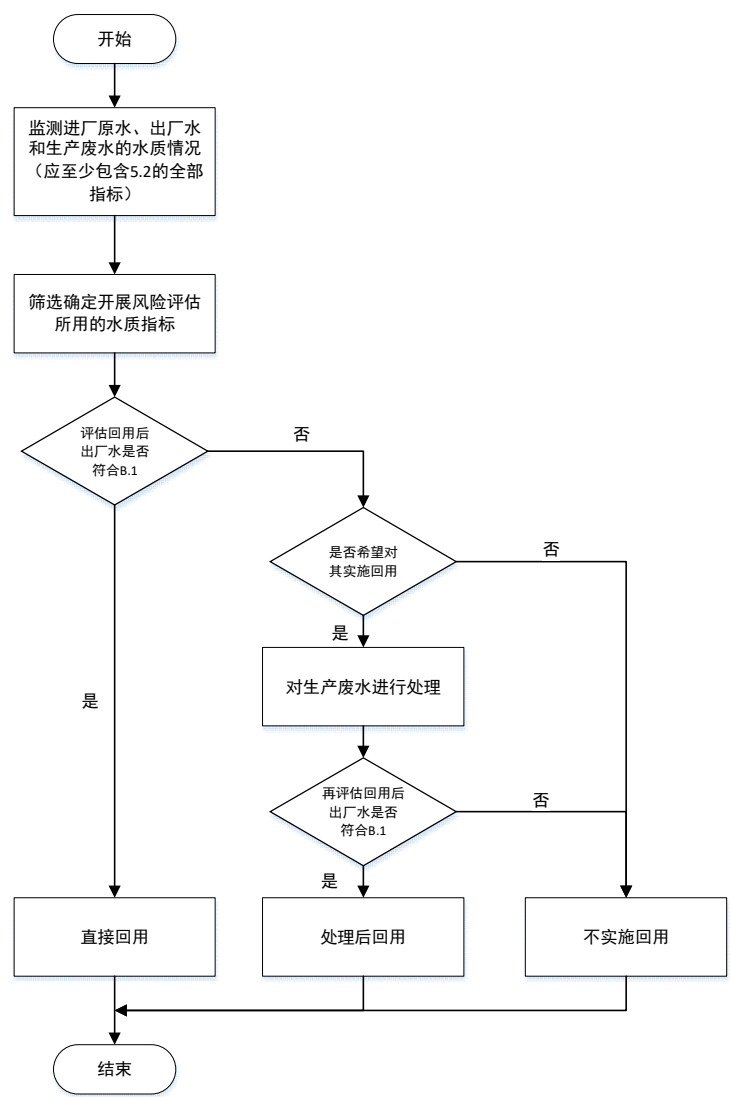 开始
监测进厂原水、出厂水
和生产废水的水质情况
（应至少包含5.2的全部
指标）
筛选确定开展风险评估
所用的水质指标
评估回用后
出厂水是否
符合B.1
否
是否希望对
其实施回用
否
是
对生产废水进行处理
是
再评估回用后
出厂水是否
符合B.1
否
是
直接回用
处理后回用
不实施回用
结束